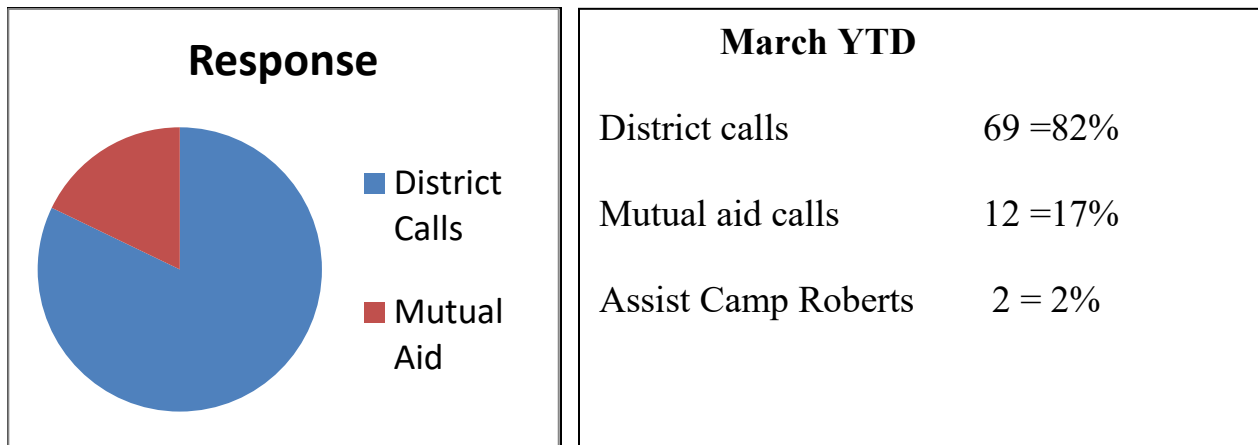 Response
District
Calls
Mutual
Aid
March YTD
District calls 69 =82%
Mutual aid calls 12 =17%
Assist Camp Roberts 2 = 2%